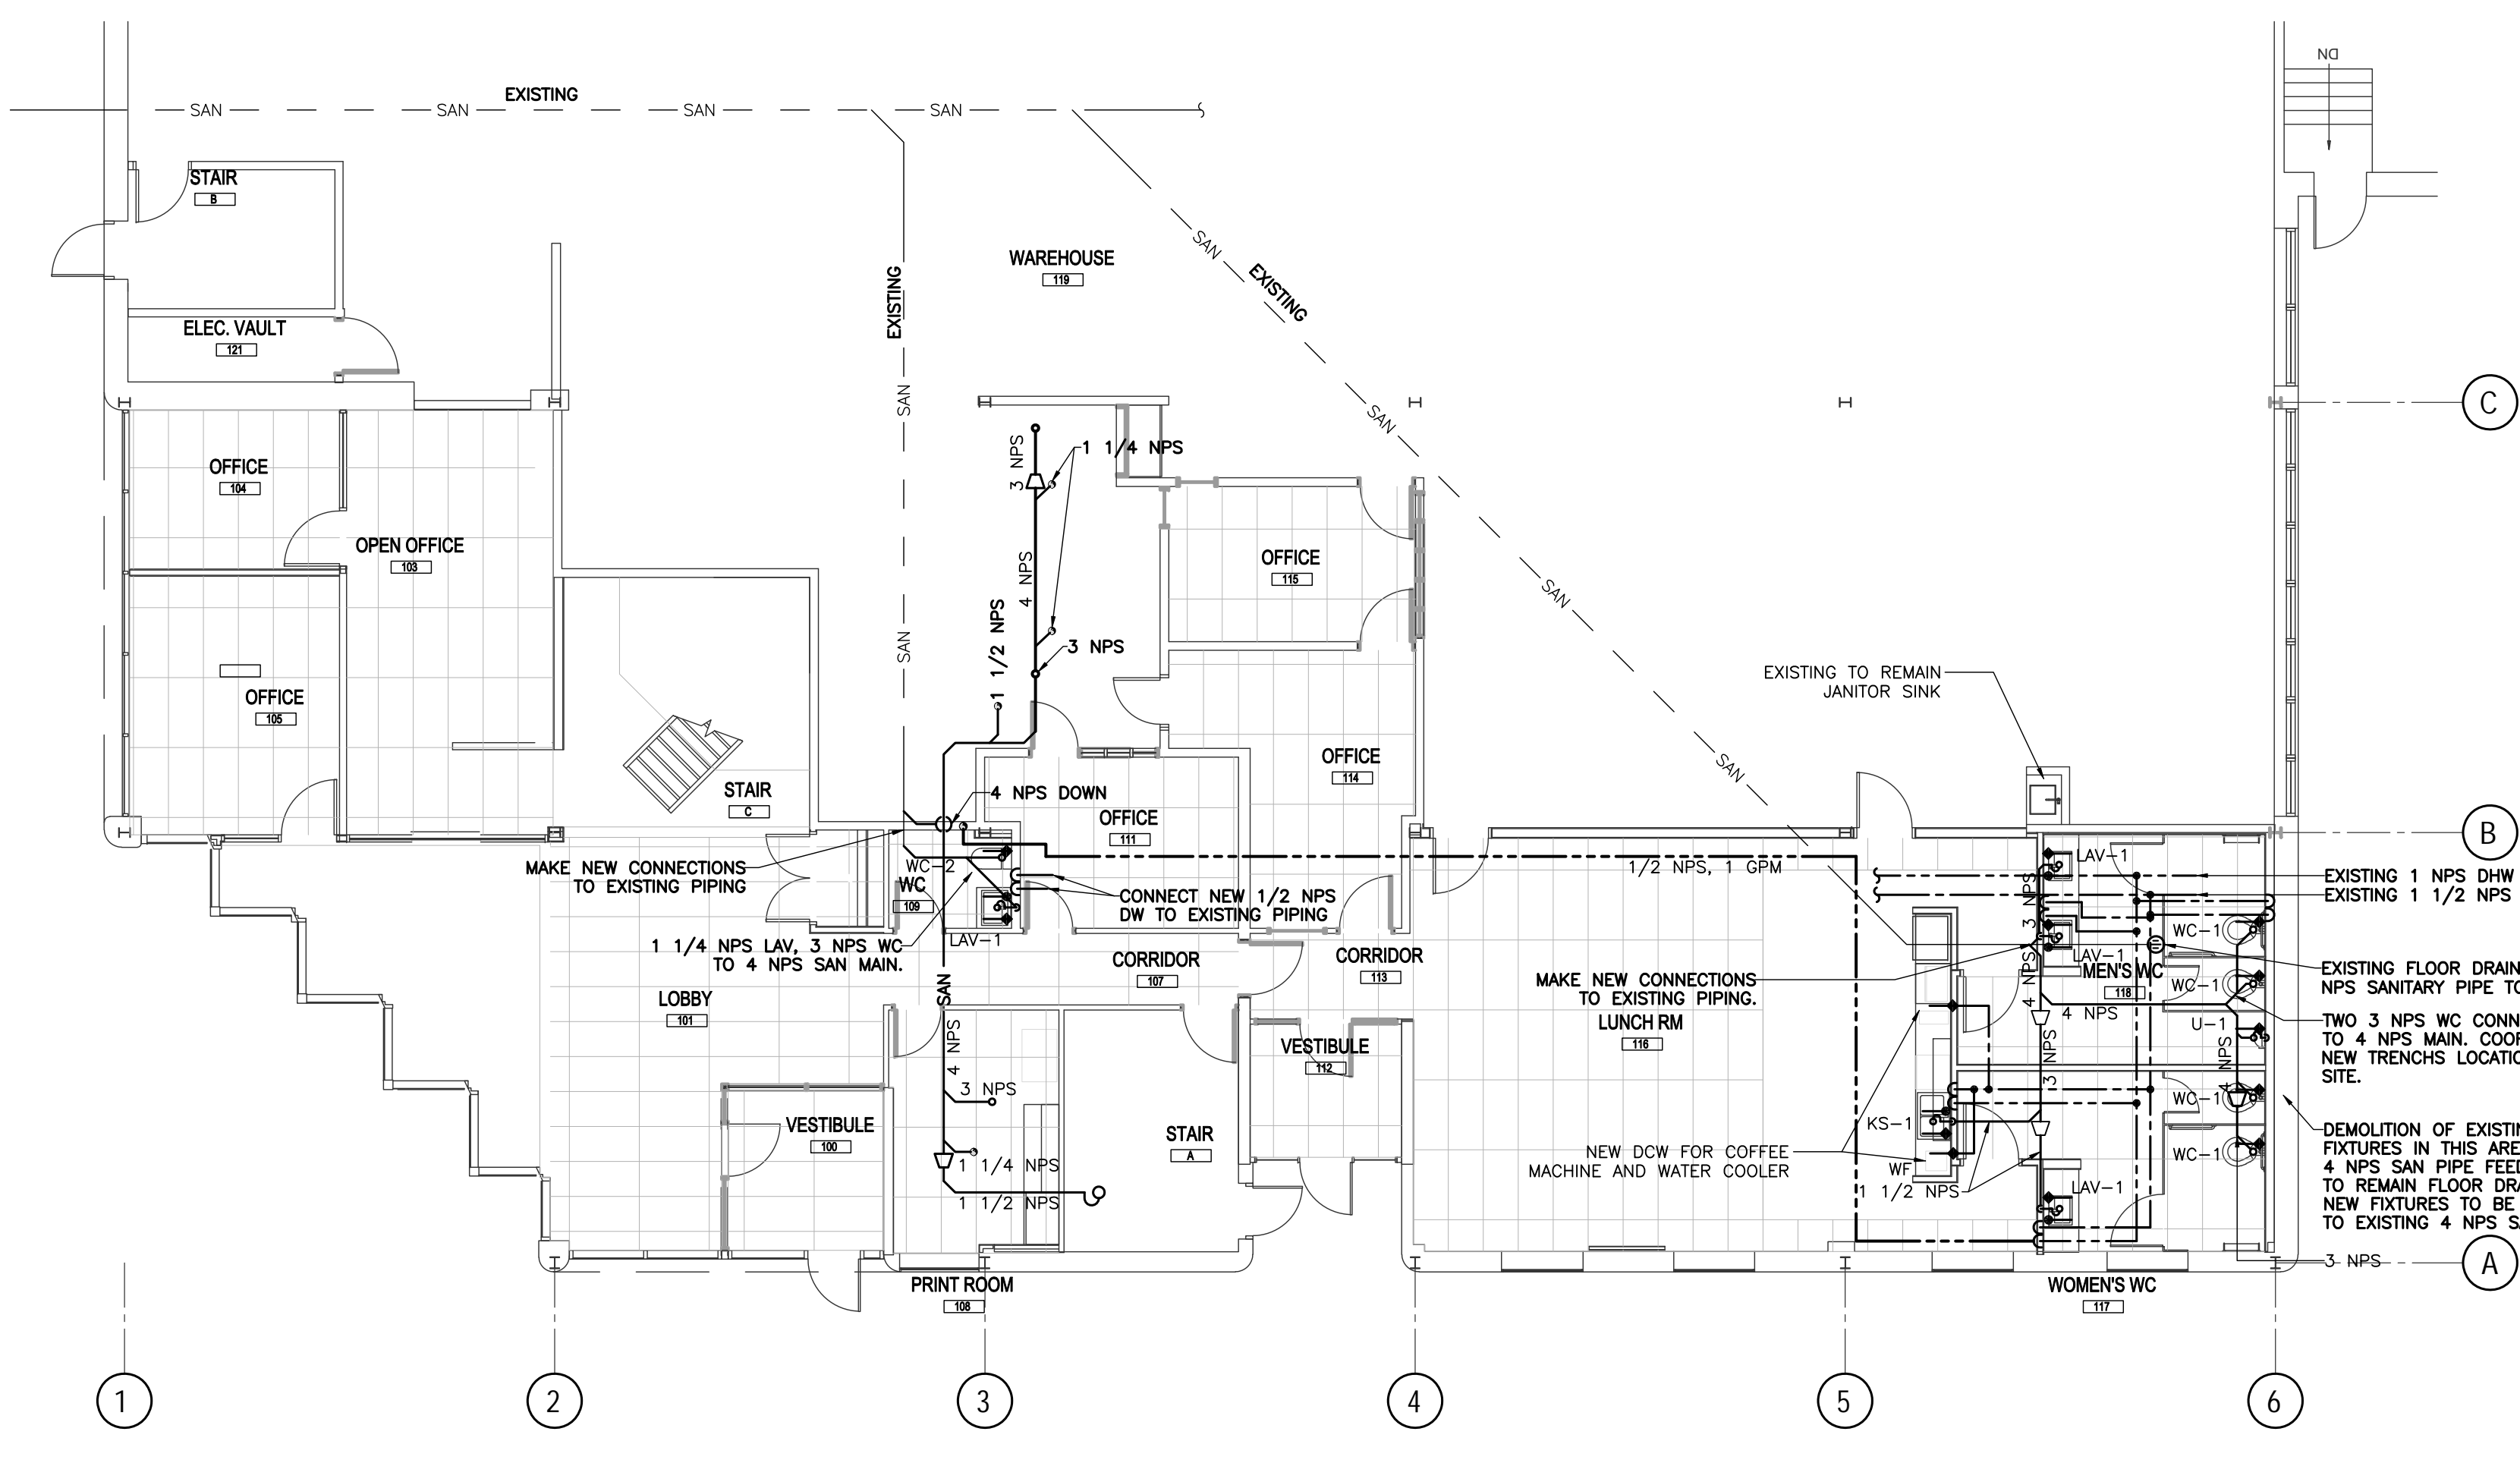 DN
EXISTING
SAN
SAN
SAN
SAN
STAIR
B
SAN
EXISTING
WAREHOUSE
119
EXISTING
ELEC. VAULT
121
SAN
SAN
C
OFFICE
104
3 NPS
1 1/4 NPS
OPEN OFFICE
103
4 NPS
OFFICE
115
SAN
1 1/2 NPS
SAN
3 NPS
EXISTING TO REMAIN
JANITOR SINK
OFFICE
105
OFFICE
114
SAN
STAIR
C
4 NPS DOWN
OFFICE
111
B
MAKE NEW CONNECTIONS
TO EXISTING PIPING
WC-2
WC
109
1/2 NPS, 1 GPM
LAV-1
EXISTING 1 NPS DHW
EXISTING 1 1/2 NPS
CONNECT NEW 1/2 NPS
DW TO EXISTING PIPING
3 NPS
LAV-1
1 1/4 NPS LAV, 3 NPS WC
TO 4 NPS SAN MAIN.
WC-1
CORRIDOR
107
CORRIDOR
113
LAV-1
MEN'S WC
118
WC-1
MAKE NEW CONNECTIONS
TO EXISTING PIPING.
EXISTING FLOOR DRAIN
NPS SANITARY PIPE TO
SAN
4 NPS
LOBBY
101
LUNCH RM
116
4 NPS
U-1
TWO 3 NPS WC CONN
TO 4 NPS MAIN. COOR
NEW TRENCHS LOCATIO
SITE.
4 NPS
VESTIBULE
112
3 NPS
4 NPS
3 NPS
WC-1
VESTIBULE
100
STAIR
A
KS-1
DEMOLITION OF EXISTIN
FIXTURES IN THIS ARE
4 NPS SAN PIPE FEED
TO REMAIN FLOOR DRA
NEW FIXTURES TO BE
TO EXISTING 4 NPS SA
1 1/4 NPS
NEW DCW FOR COFFEE
MACHINE AND WATER COOLER
WF
WC-1
1 1/2 NPS
1 1/2 NPS
LAV-1
3 NPS
A
PRINT ROOM
108
WOMEN'S WC
117
1
2
3
4
5
6